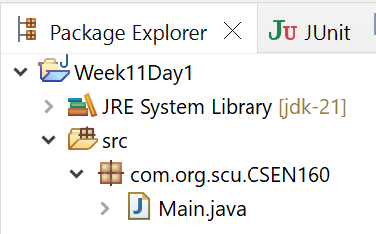 Package Explorer JUnit
Week11Day1
JRE System Library [jdk-21]
src
com.org.scu.CSEN160
Main.java